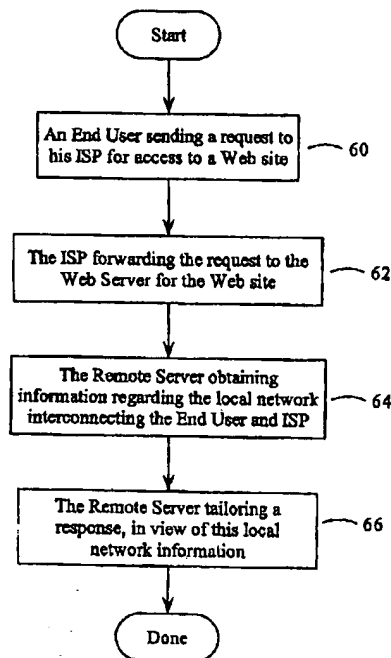 Start
An End User sending a request to
his ISP for access to a Web site
60
The ISP forwarding the request to the
Web Server for the Web site
62
The Remote Server obtaining
information regarding the local network
interconnecting the End User and ISP
64
The Remote Server tailoring a
response, in view of this local
network information
66
Done